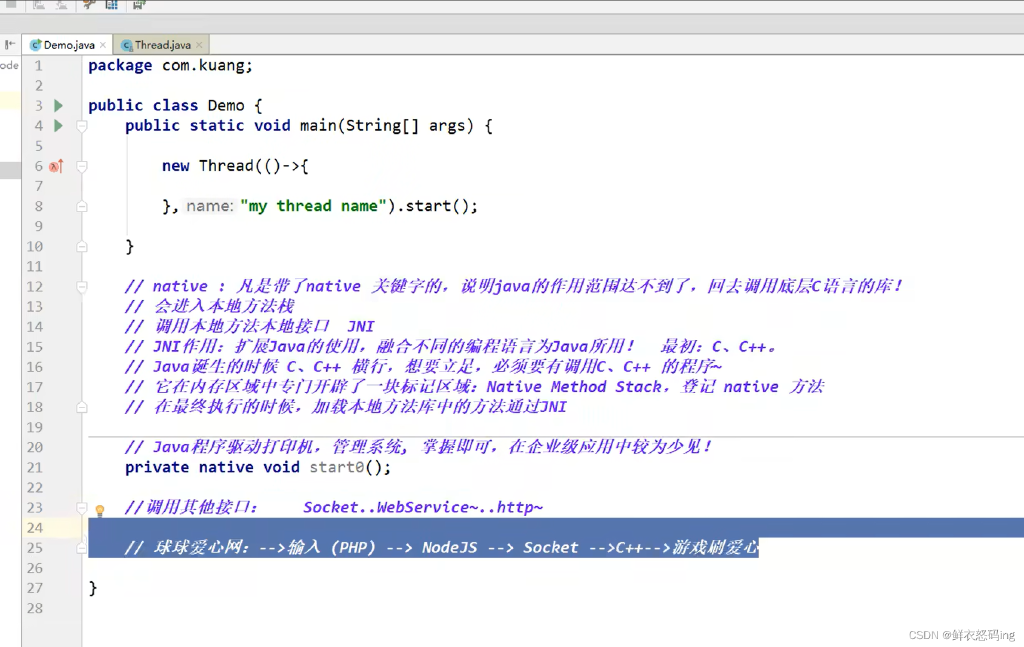 Demo.java × Thread.java ×
ode
1 package com.kuang;
2
3 public class Demo {
4 public static void main(String[] args) {
5
6 new Thread(()->{
7
8 }, name: "my thread name").start();
9
10 }
11
12 // native : 凡是带了native 关键字的，说明java的作用范围达不到了，回去调用底层C语言的库！
13 // 会进入本地方法栈
14 // 调用本地方法本地接口 JNI
15 // JNI作用：扩展Java的使用，融合不同的编程语言为Java所用！ 最初：C、C++。
16 // Java诞生的时候 C、C++ 横行，想要立足，必须要有调用C、C++ 的程序~
17 // 它在内存区域中专门开辟了一块标记区域：Native Method Stack，登记 native 方法
18 // 在最终执行的时候，加载本地方法库中的方法通过JNI
19
20 // Java程序驱动打印机，管理系统, 掌握即可，在企业级应用中较为少见！
21 private native void start0();
22
23 //调用其他接口： Socket..WebService~..http~
24
25 // 球球爱心网：-->输入 (PHP) --> NodeJS --> Socket -->C++-->游戏刷爱心
26
27 }
28
CSDN @鲜衣怒码ing